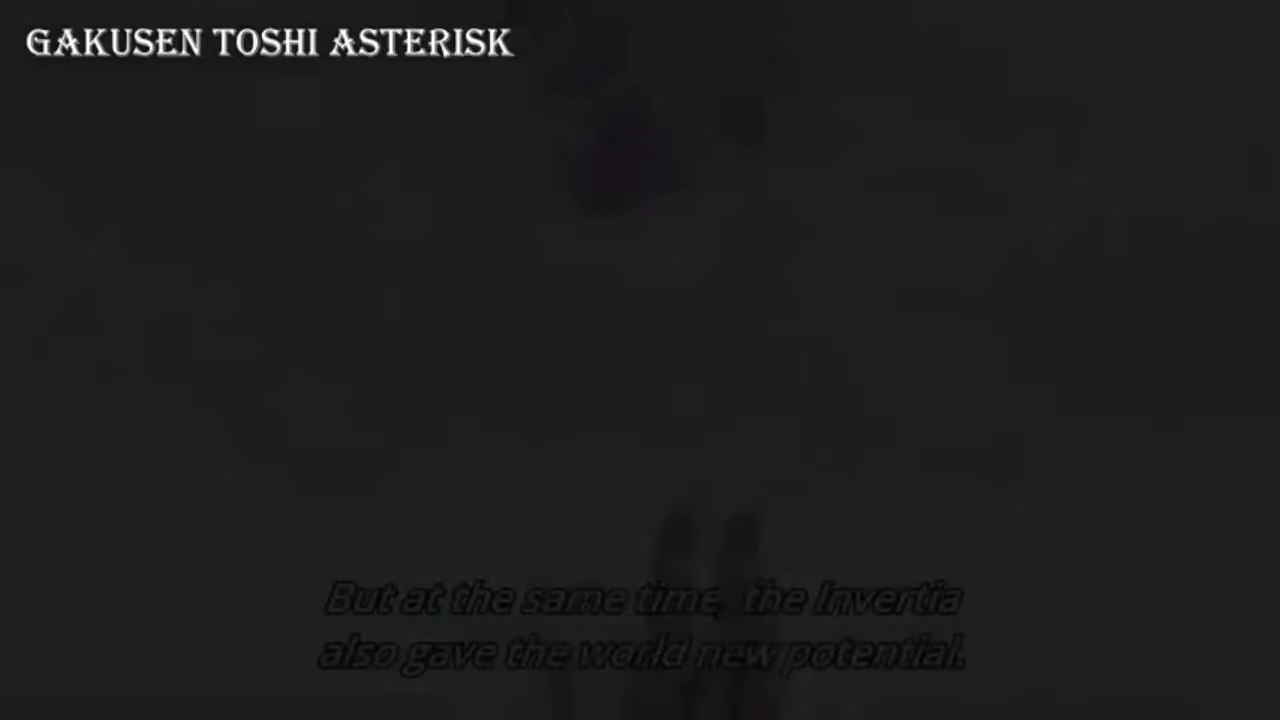 GAKUSEN TOSHI ASTERISK
But at the same time, the Invertia
also gave the world new potential.